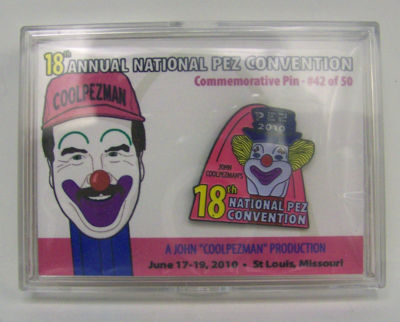 18th ANNUAL NATIONAL PEZ CONVENTION
Commemorative Pin - #42 of 50
COOLPEZMAN
PEZ
2010
JOHN
COOLPEZMAN'S
18th
NATIONAL PEZ
CONVENTION
A JOHN "COOLPEZMAN" PRODUCTION
June 17-19, 2010 • St Louis, Missouri